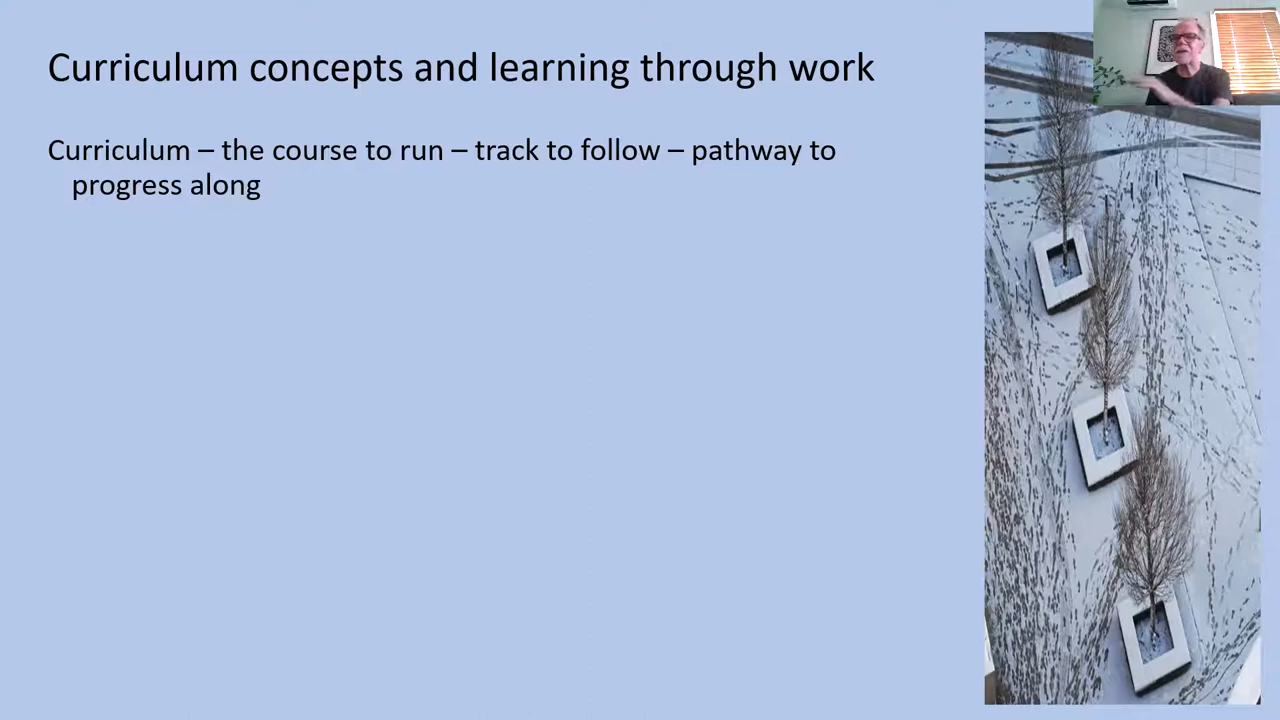 Curriculum concepts and learning through work
Curriculum – the course to run – track to follow – pathway to
progress along